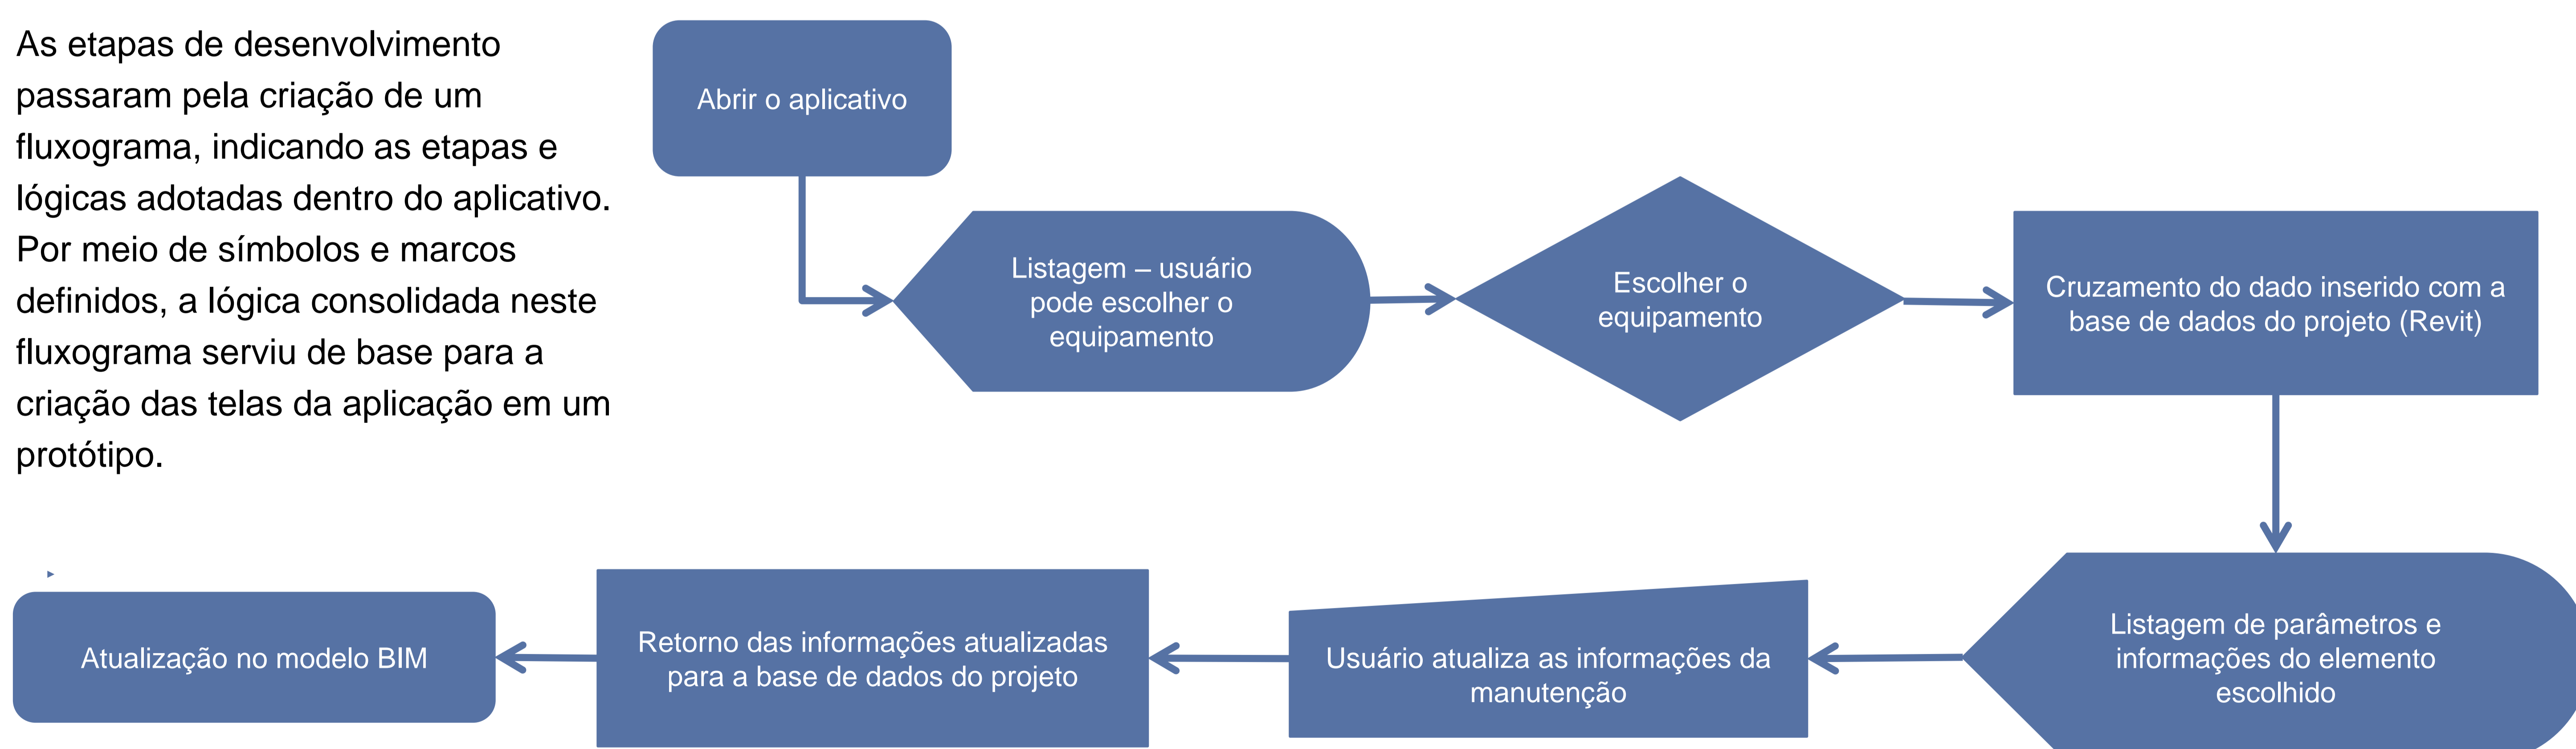 As etapas de desenvolvimento
passaram pela criação de um
fluxograma, indicando as etapas e
lógicas adotadas dentro do aplicativo.
Por meio de símbolos e marcos
definidos, a lógica consolidada neste
fluxograma serviu de base para a
criação das telas da aplicação em um
protótipo.
Abrir o aplicativo
Listagem – usuário
pode escolher o
equipamento
Escolher o
equipamento
Cruzamento do dado inserido com a
base de dados do projeto (Revit)
Listagem de parâmetros e
informações do elemento
escolhido
Usuário atualiza as informações da
manutenção
Retorno das informações atualizadas
para a base de dados do projeto
Atualização no modelo BIM